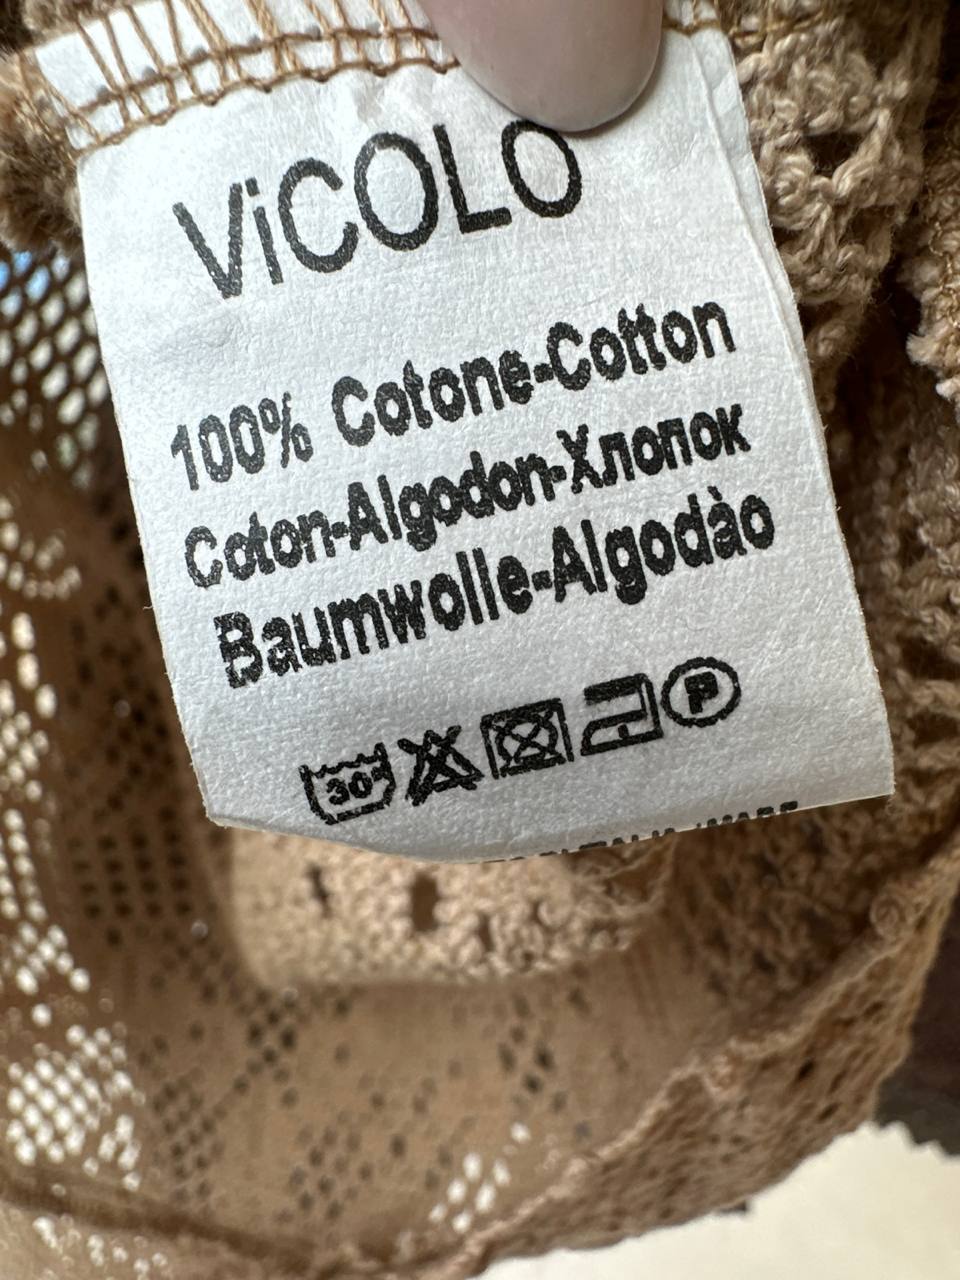 ViCOLO
100% Cotone-Cotton
Coton-Algodon-Хлопок
Baumwolle-Algodào
30°
P